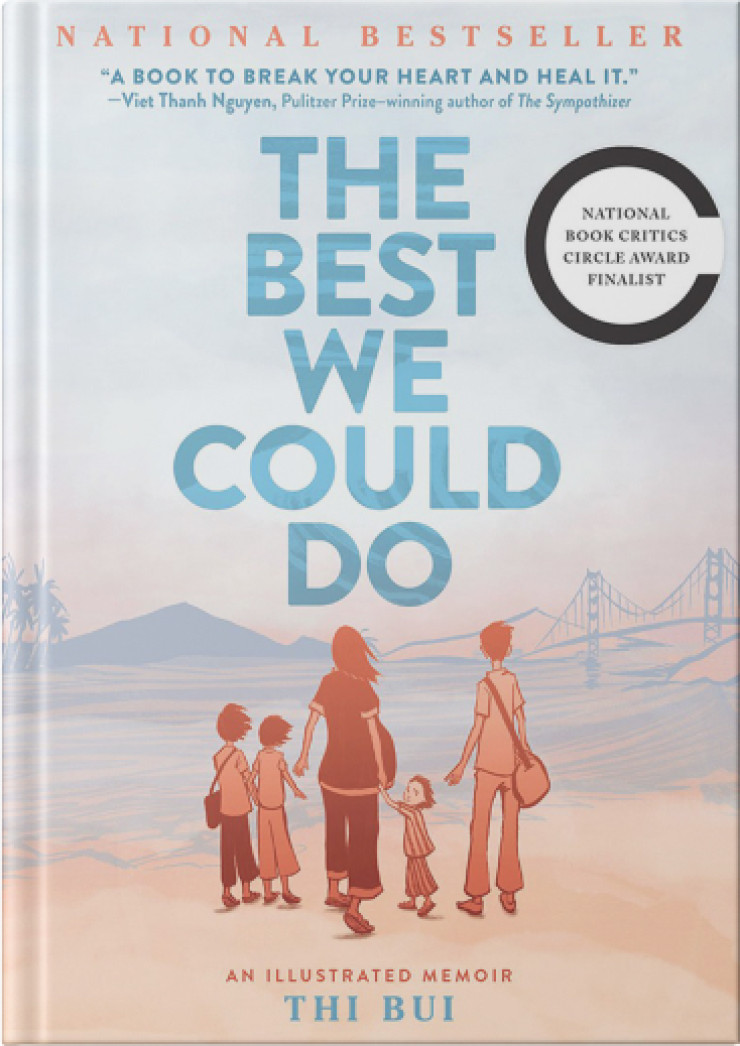 NATIONAL BESTSELLER
“A BOOK TO BREAK YOUR HEART AND HEAL IT.”
—Viet Thanh Nguyen, Pulitzer Prize–winning author of The Sympathizer
THE
BEST
WE
COULD
DO
NATIONAL
BOOK CRITICS
CIRCLE AWARD
FINALIST
AN ILLUSTRATED MEMOIR
THI BUI